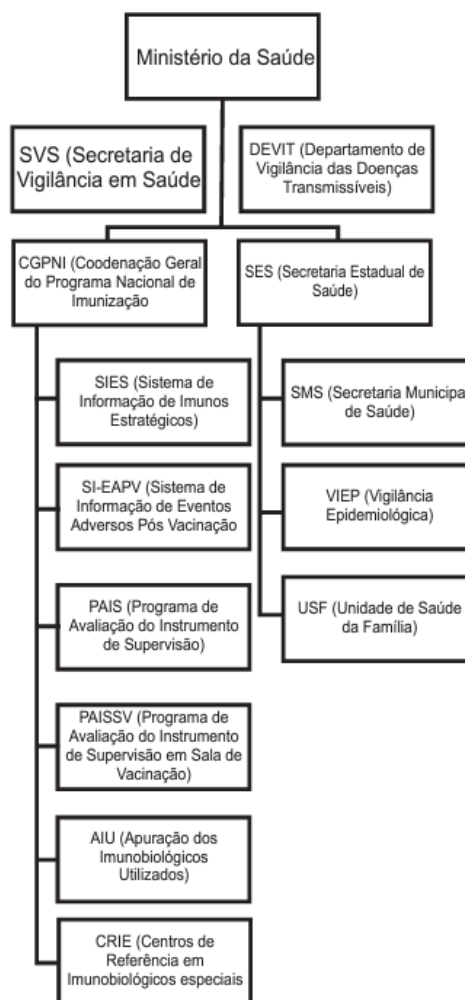 Ministério da Saúde
SVS (Secretaria de
Vigilância em Saúde
DEVIT (Departamento de
Vigilância das Doenças
Transmissíveis)
CGPNI (Coodenação Geral
do Programa Nacional de
Imunização
SES (Secretaria Estadual de
Saúde)
SIES (Sistema de
Informação de Imunos
Estratégicos)
SI-EAPV (Sistema de
Informação de Eventos
Adversos Pós Vacinação
PAIS (Programa de
Avaliação do Instrumento
de Supervisão)
PAISSV (Programa de
Avaliação do Instrumento
de Supervisão em Sala de
Vacinação)
AIU (Apuração dos
Imunobiológicos
Utilizados)
CRIE (Centros de
Referência em
Imunobiológicos especiais
SMS (Secretaria Municipa
de Saúde)
VIEP (Vigilância
Epidemiológica)
USF (Unidade de Saúde
da Família)